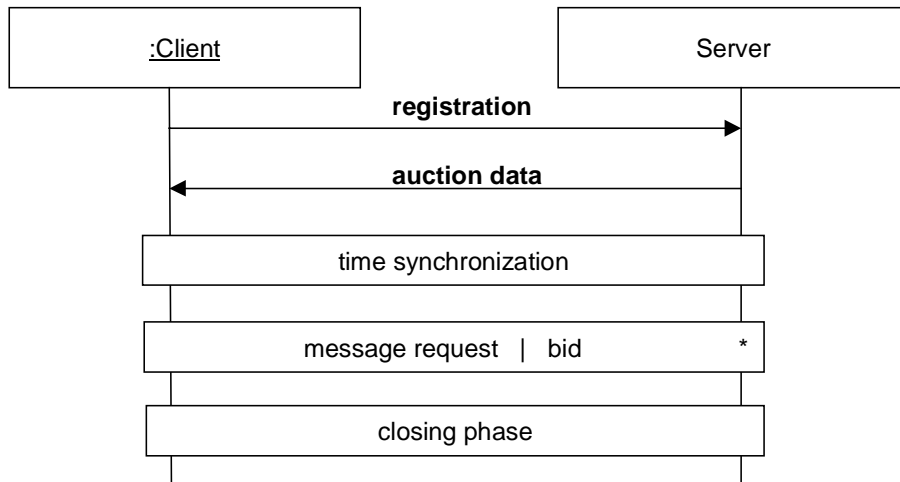 :Client
Server
registration
auction data
time synchronization
message request | bid *
closing phase